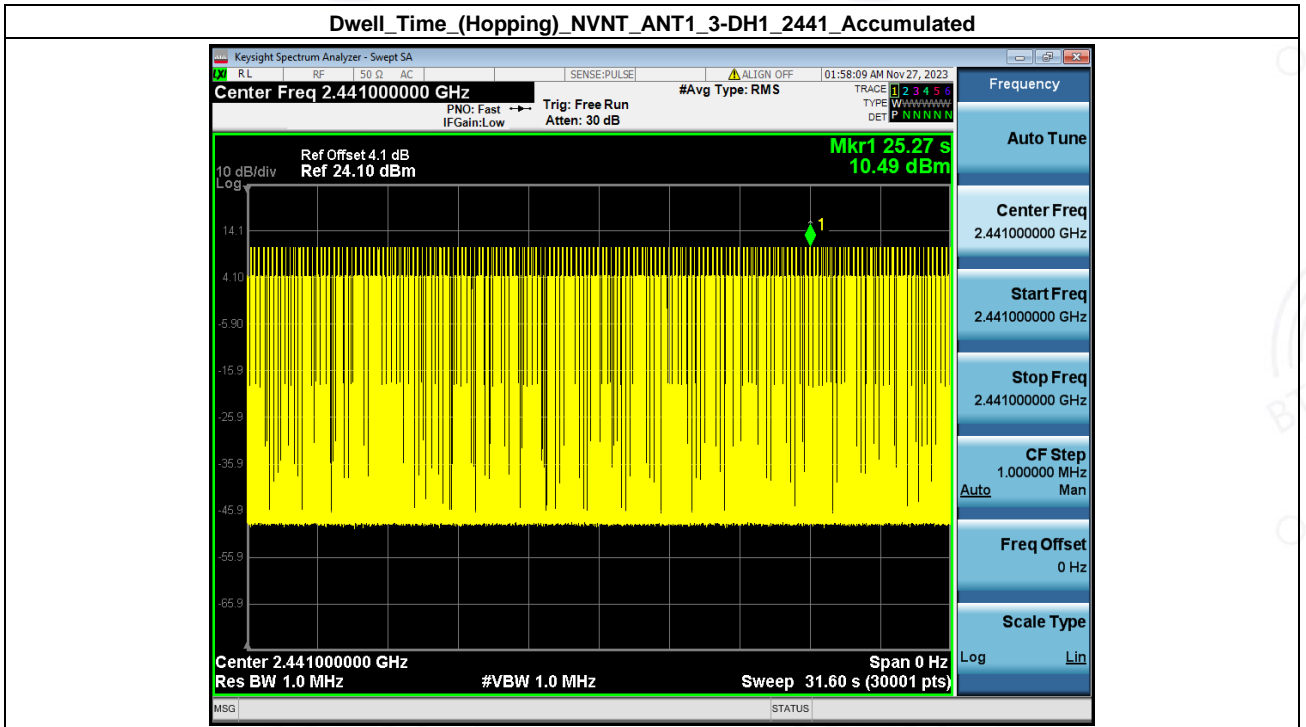 Dwell_Time_(Hopping)_NVNT_ANT1_3-DH1_2441_Accumulated
Keysight Spectrum Analyzer - Swept SA
LXI RL RF 50 Ω AC SENSE:PULSE ALIGN OFF 01:58:09 AM Nov 27, 2023
Center Freq 2.441000000 GHz
PNO: Fast
IFGain:Low
Trig: Free Run
Atten: 30 dB
#Avg Type: RMS
TRACE 1 2 3 4 5 6
TYPE WWWWWWW
DET P N N N N N
Ref Offset 4.1 dB
10 dB/div Ref 24.10 dBm
Log
Mkr1 25.27 s
10.49 dBm
1
14.1
4.10
-5.90
-15.9
-25.9
-35.9
-45.9
-55.9
-65.9
Center 2.441000000 GHz Span 0 Hz
Res BW 1.0 MHz #VBW 1.0 MHz Sweep 31.60 s (30001 pts)
MSG STATUS
Frequency
Auto Tune
Center Freq
2.441000000 GHz
Start Freq
2.441000000 GHz
Stop Freq
2.441000000 GHz
CF Step
1.000000 MHz
Auto Man
Freq Offset
0 Hz
Scale Type
Log Lin